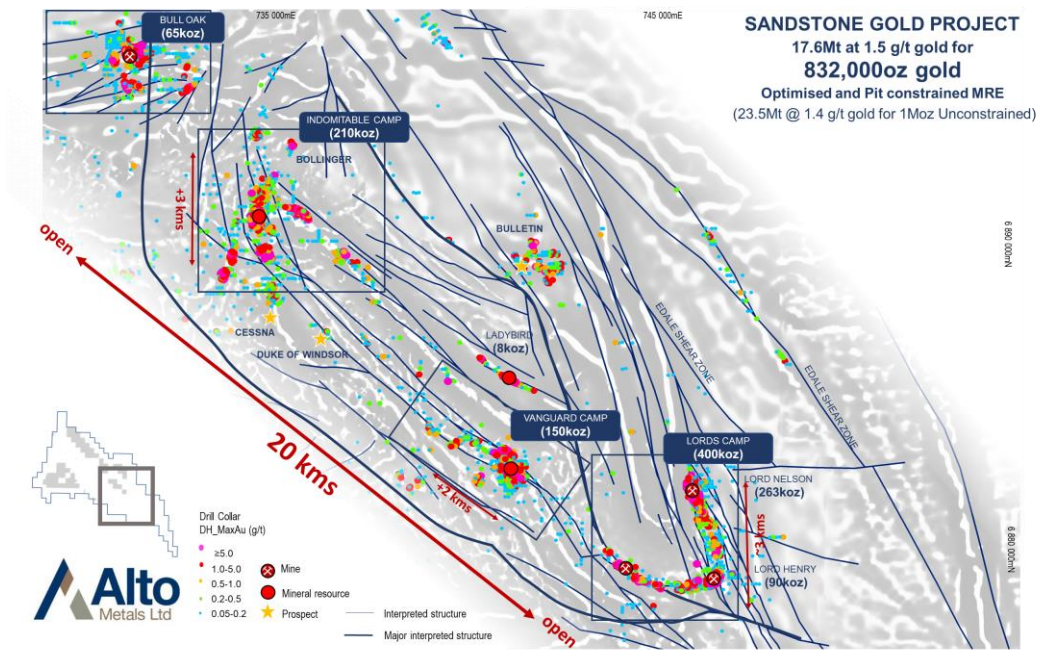 735 000mE
745 000mE
SANDSTONE GOLD PROJECT
17.6Mt at 1.5 g/t gold for
832,000oz gold
Optimised and Pit constrained MRE
(23.5Mt @ 1.4 g/t gold for 1Moz Unconstrained)
BULL OAK
(65koz)
INDOMITABLE CAMP
(210koz)
BOLLINGER
+3 kms
BULLETIN
6 890 000mN
open
CESSNA
DUKE OF WINDSOR
LADYBIRD
(8koz)
EDALE SHEAR ZONE
EDALE SHEAR ZONE
VANGUARD CAMP
(150koz)
LORDS CAMP
(400koz)
20 kms
+2 kms
LORD NELSON
(263koz)
~3 kms
LORD HENRY
(90koz)
6 880 000mN
open
Drill Collar
DH_MaxAu (g/t)
≥5.0
1.0-5.0
0.5-1.0
0.2-0.5
0.05-0.2
Mine
Mineral resource
Prospect
Interpreted structure
Major interpreted structure
Alto
Metals Ltd